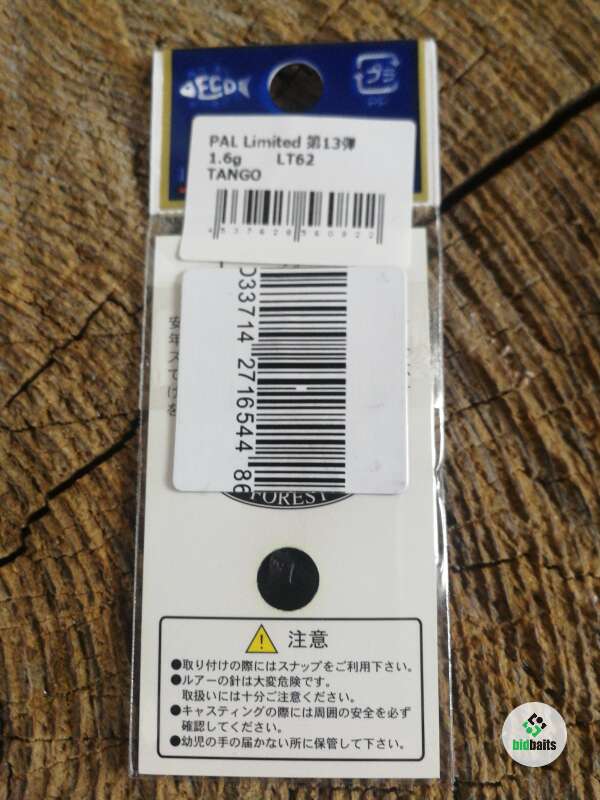 プラ
PAL Limited 第13弾
1.6g LT62
TANGO
4 537628 560922
D33714 2716544 86
FOREST
注意
●取り付けの際にはスナップをご利用下さい。
●ルアーの針は大変危険です。
取扱いには十分ご注意ください。
●キャスティングの際には周囲の安全を必ず
確認してください。
●幼児の手の届かない所に保管して下さい。
bidbaits